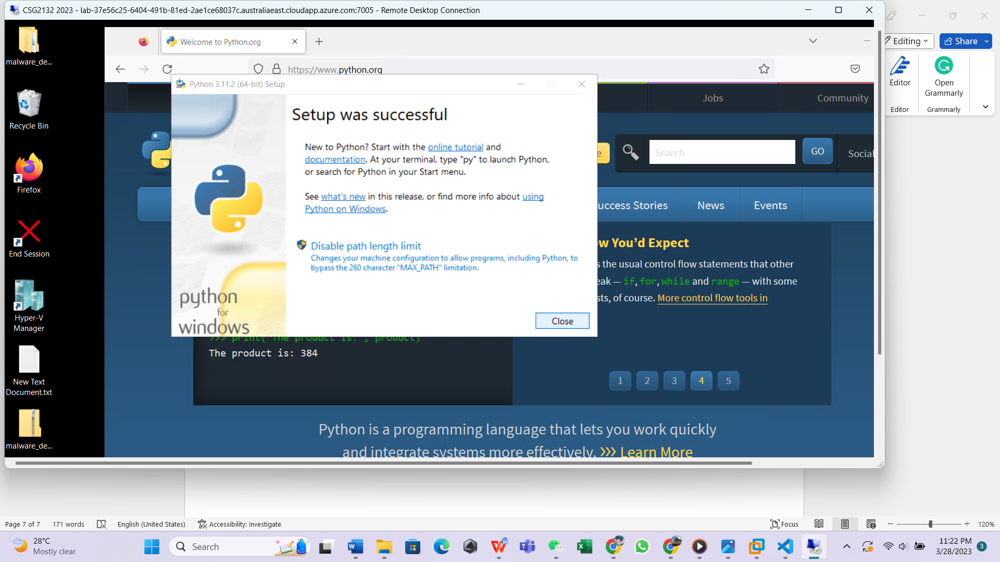 CSG2132 2023 - lab-37e56c25-6404-491b-81ed-2ae1ce68037c.australiaeast.cloudapp.azure.com:7005 - Remote Desktop Connection
Editing
Share
Editor
Open
Grammarly
Editor
Grammarly
malware_de...
Recycle Bin
Firefox
End Session
Hyper-V
Manager
New Text
Document.txt
malware_de...
Welcome to Python.org
https://www.python.org
Jobs
Community
Search
GO
Social
uccess Stories
News
Events
Python 3.11.2 (64-bit) Setup
Setup was successful
New to Python? Start with the online tutorial and
documentation. At your terminal, type "py" to launch Python,
or search for Python in your Start menu.
See what's new in this release, or find more info about using
Python on Windows.
Disable path length limit
Changes your machine configuration to allow programs, including Python, to
bypass the 260 character "MAX_PATH" limitation.
python
for
windows
Close
ow You'd Expect
s the usual control flow statements that other
eak — if, for, while and range — with some
sts, of course. More control flow tools in
>>> print("The product is:", product)
The product is: 384
1 2 3 4 5
Python is a programming language that lets you work quickly
and integrate systems more effectively. >>> Learn More
Page 7 of 7
171 words
English (United States)
Accessibility: Investigate
Focus
120%
28°C
Mostly clear
Search
11:22 PM
3/28/2023
3